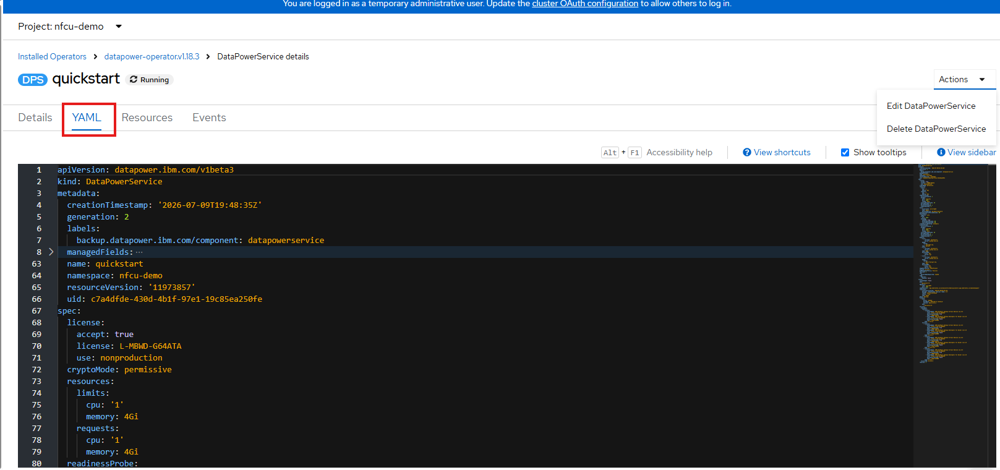 You are logged in as a temporary administrative user. Update the cluster OAuth configuration to allow others to log in.
Project: nfcu-demo
Installed Operators > datapower-operator.v1.18.3 > DataPowerService details
DPS quickstart Running
Actions
Edit DataPowerService
Delete DataPowerService
Details YAML Resources Events
Alt + F1 Accessibility help View shortcuts Show tooltips View sidebar
1 apiVersion: datapower.ibm.com/v1beta3
2 kind: DataPowerService
3 metadata:
4 creationTimestamp: '2026-07-09T19:48:35Z'
5 generation: 2
6 labels:
7 backup.datapower.ibm.com/component: datapowerservice
8 managedFields: ···
63 name: quickstart
64 namespace: nfcu-demo
65 resourceVersion: '11973857'
66 uid: c7a4dfde-430d-4b1f-97e1-19c85ea250fe
67 spec:
68 license:
69 accept: true
70 license: L-MBWD-G64ATA
71 use: nonproduction
72 cryptoMode: permissive
73 resources:
74 limits:
75 cpu: '1'
76 memory: 4Gi
77 requests:
78 cpu: '1'
79 memory: 4Gi
80 readinessProbe: